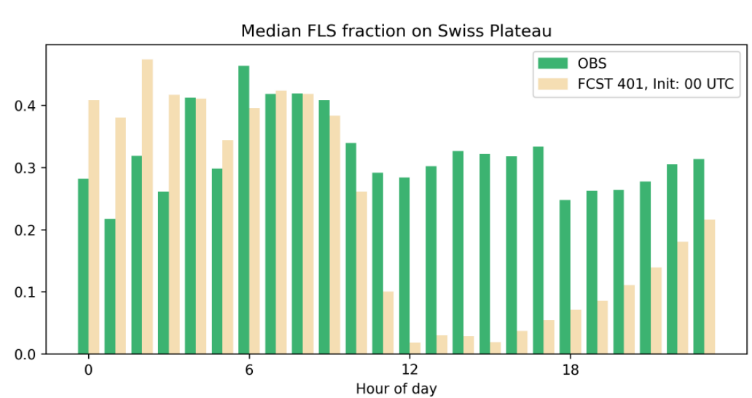 Median FLS fraction on Swiss Plateau
OBS
FCST 401, Init: 00 UTC
0.4
0.3
0.2
0.1
0.0
0 6 12 18
Hour of day